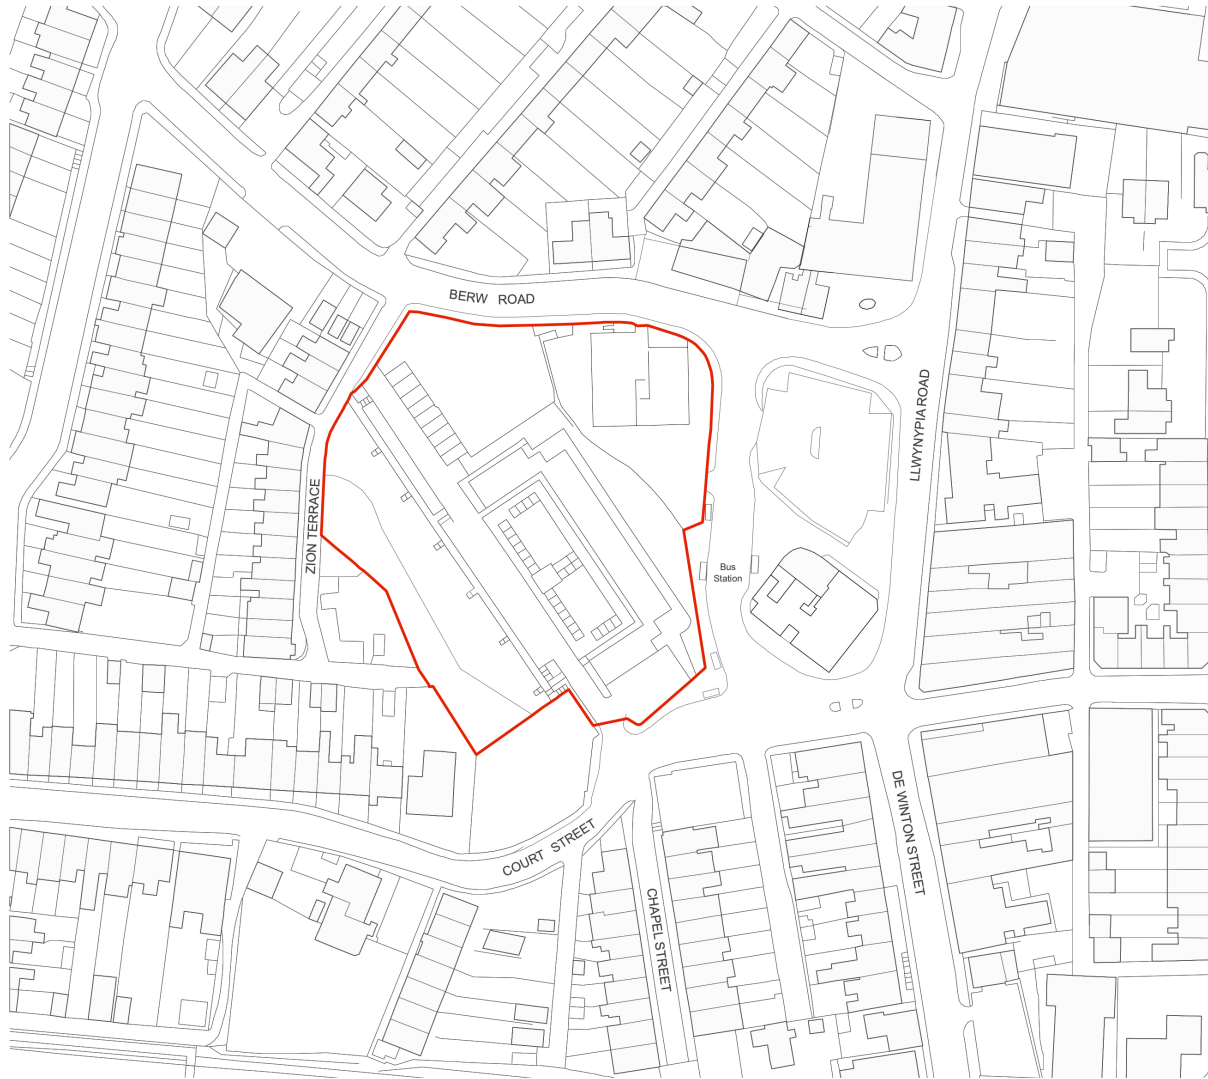 BERW ROAD
LLWYNYPIA ROAD
ZION TERRACE
Bus
Station
DE WINTON STREET
COURT STREET
CHAPEL STREET